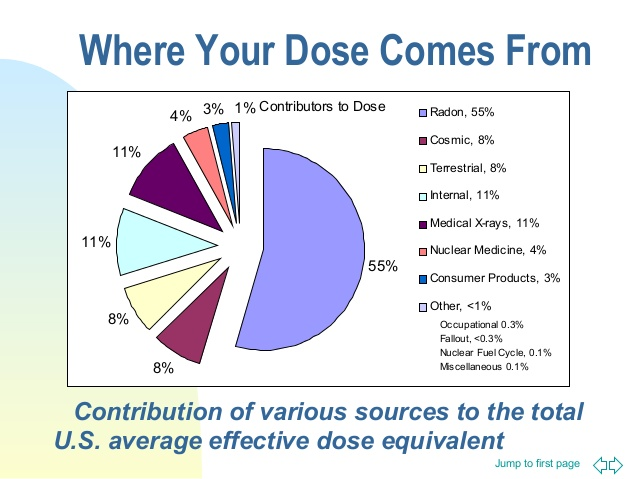 Where Your Dose Comes From
Contributors to Dose
4%
3%
1%
11%
11%
8%
8%
55%
Radon, 55%
Cosmic, 8%
Terrestrial, 8%
Internal, 11%
Medical X-rays, 11%
Nuclear Medicine, 4%
Consumer Products, 3%
Other, <1%
Occupational 0.3%
Fallout, <0.3%
Nuclear Fuel Cycle, 0.1%
Miscellaneous 0.1%
Contribution of various sources to the total
U.S. average effective dose equivalent
Jump to first page